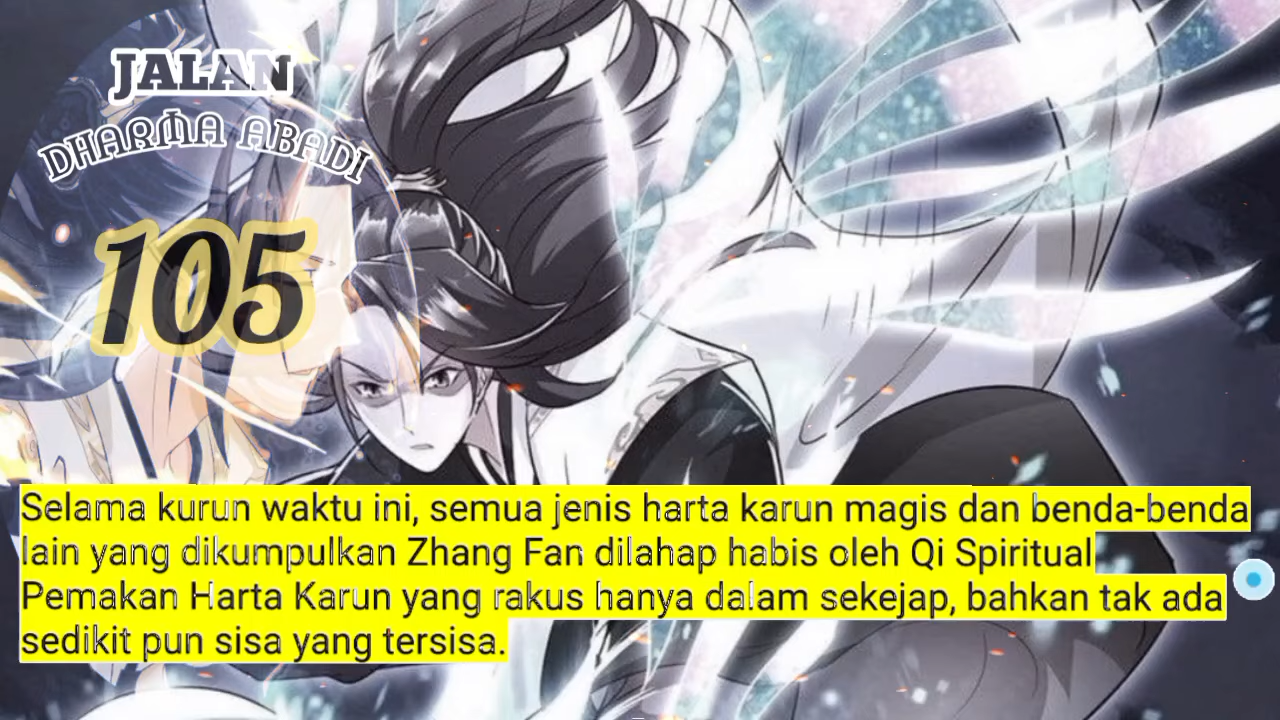 JALAN
DHARMA ABADI
105
Selama kurun waktu ini, semua jenis harta karun magis dan benda-benda
lain yang dikumpulkan Zhang Fan dilahap habis oleh Qi Spiritual
Pemakan Harta Karun yang rakus hanya dalam sekejap, bahkan tak ada
sedikit pun sisa yang tersisa.